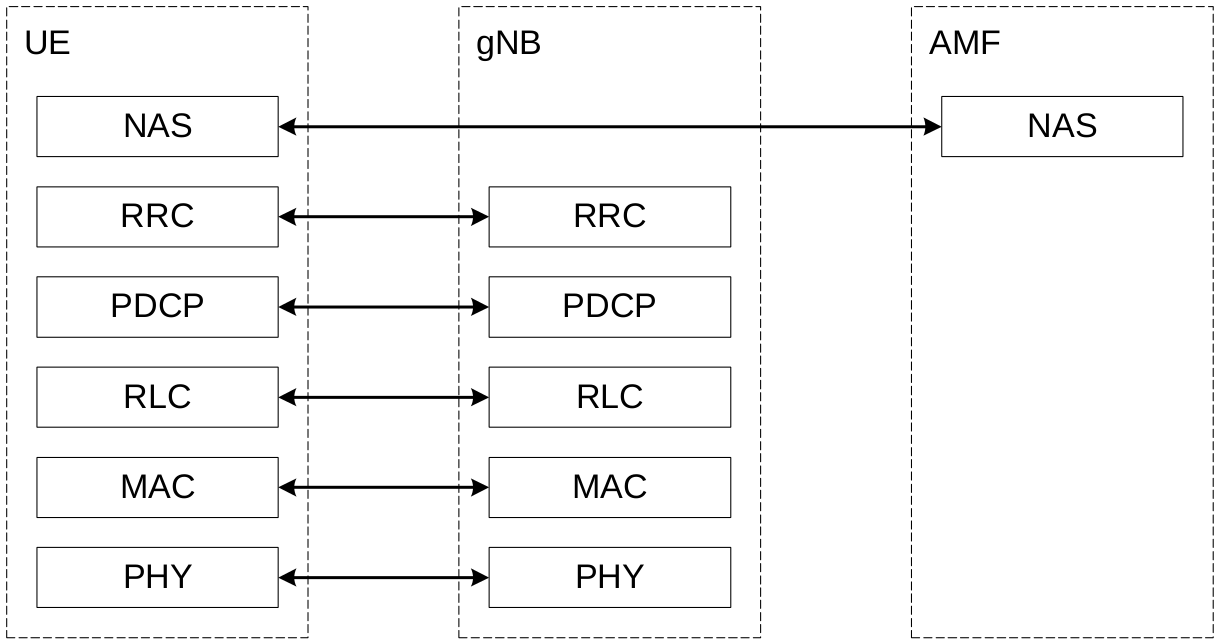 UE
gNB
AMF
NAS
NAS
RRC
RRC
PDCP
PDCP
RLC
RLC
MAC
MAC
PHY
PHY